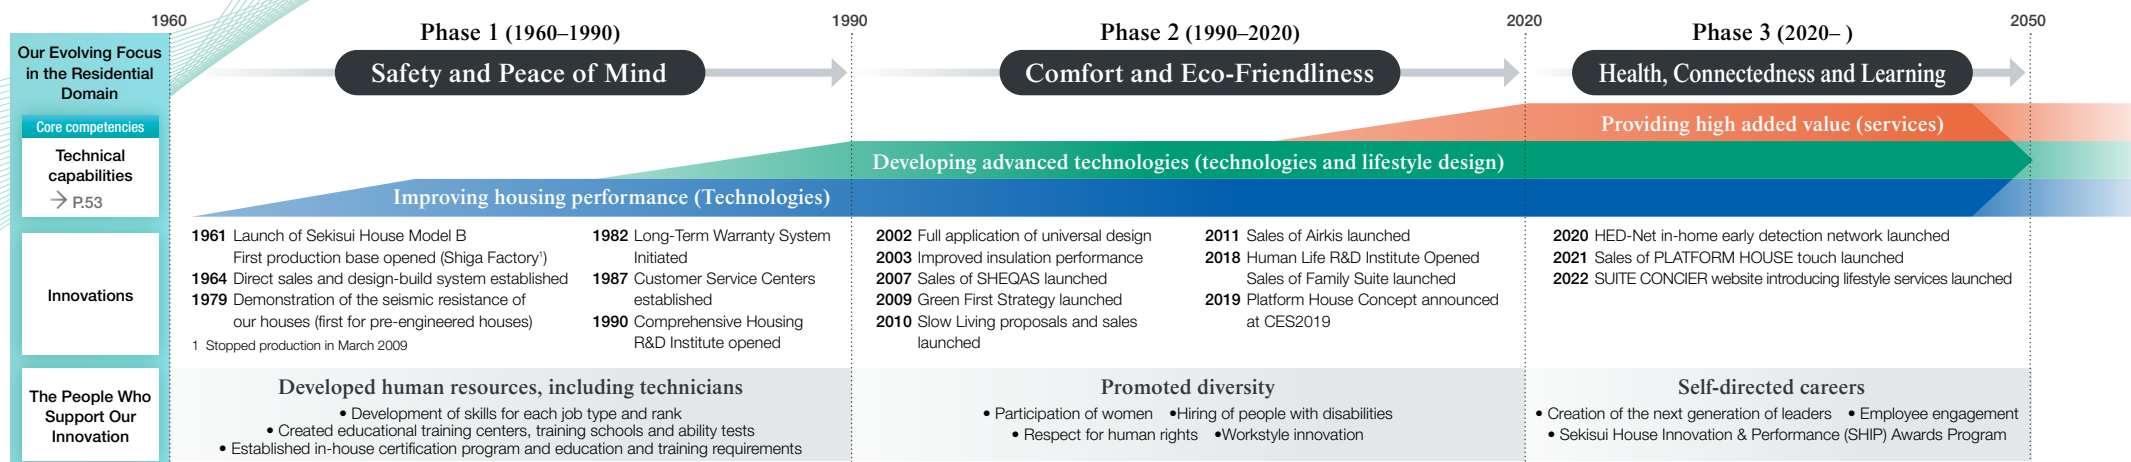 1960
1990
2020
2050
Our Evolving Focus
in the Residential
Domain
Phase 1 (1960–1990)
Safety and Peace of Mind
Phase 2 (1990–2020)
Comfort and Eco-Friendliness
Phase 3 (2020– )
Health, Connectedness and Learning
Core competencies
Technical
capabilities
→ P.53
Providing high added value (services)
Developing advanced technologies (technologies and lifestyle design)
Improving housing performance (Technologies)
Innovations
1961 Launch of Sekisui House Model B
First production base opened (Shiga Factory¹)
1964 Direct sales and design-build system established
1979 Demonstration of the seismic resistance of
our houses (first for pre-engineered houses)
1 Stopped production in March 2009
1982 Long-Term Warranty System
Initiated
1987 Customer Service Centers
established
1990 Comprehensive Housing
R&D Institute opened
2002 Full application of universal design
2003 Improved insulation performance
2007 Sales of SHEQAS launched
2009 Green First Strategy launched
2010 Slow Living proposals and sales
launched
2011 Sales of Airkis launched
2018 Human Life R&D Institute Opened
Sales of Family Suite launched
2019 Platform House Concept announced
at CES2019
2020 HED-Net in-home early detection network launched
2021 Sales of PLATFORM HOUSE touch launched
2022 SUITE CONCIER website introducing lifestyle services launched
The People Who
Support Our
Innovation
Developed human resources, including technicians
• Development of skills for each job type and rank
• Created educational training centers, training schools and ability tests
• Established in-house certification program and education and training requirements
Promoted diversity
• Participation of women •Hiring of people with disabilities
• Respect for human rights •Workstyle innovation
Self-directed careers
• Creation of the next generation of leaders • Employee engagement
• Sekisui House Innovation & Performance (SHIP) Awards Program